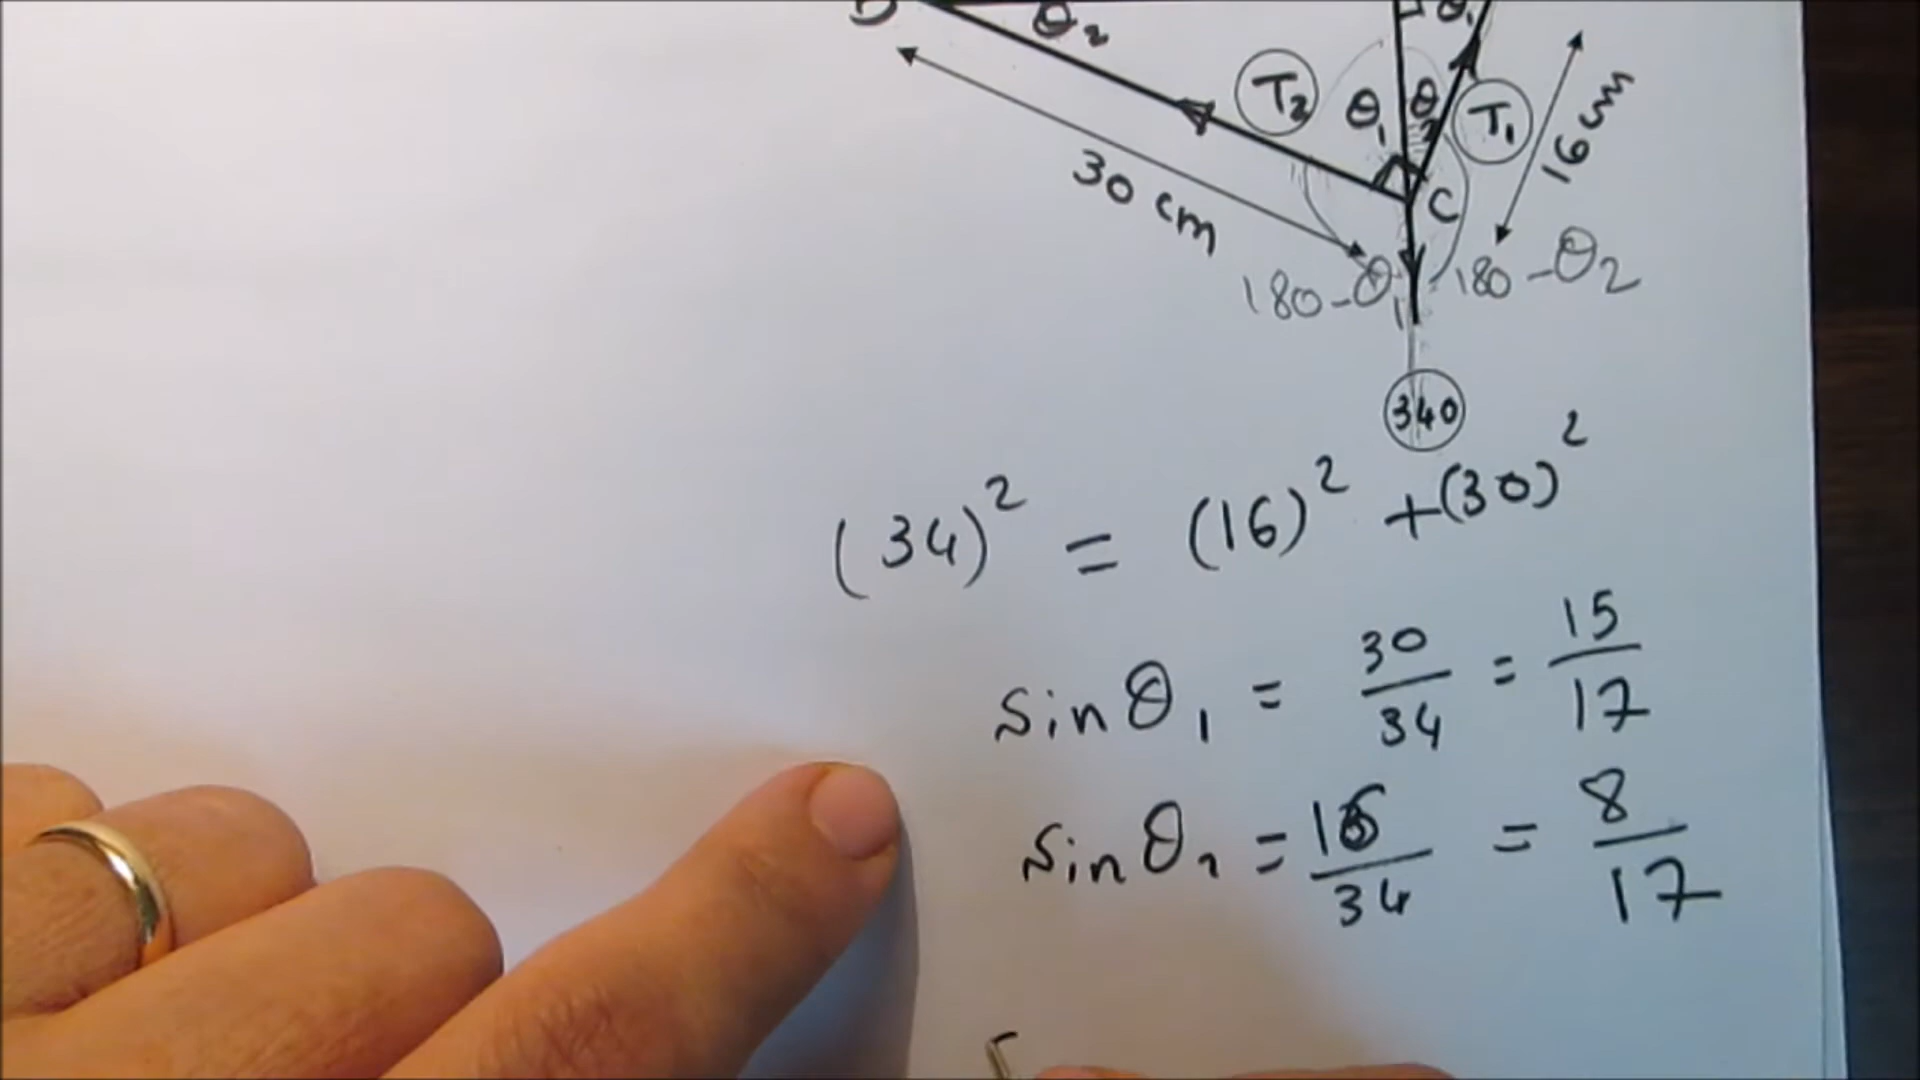 θ₂
T₂
θ₁
θ₂
T₁
16 cm
30 cm
C
180-θ₁
180-θ₂
340
(34)² = (16)² + (30)²
sin θ₁ = 30/34 = 15/17
sin θ₂ = 16/34 = 8/17